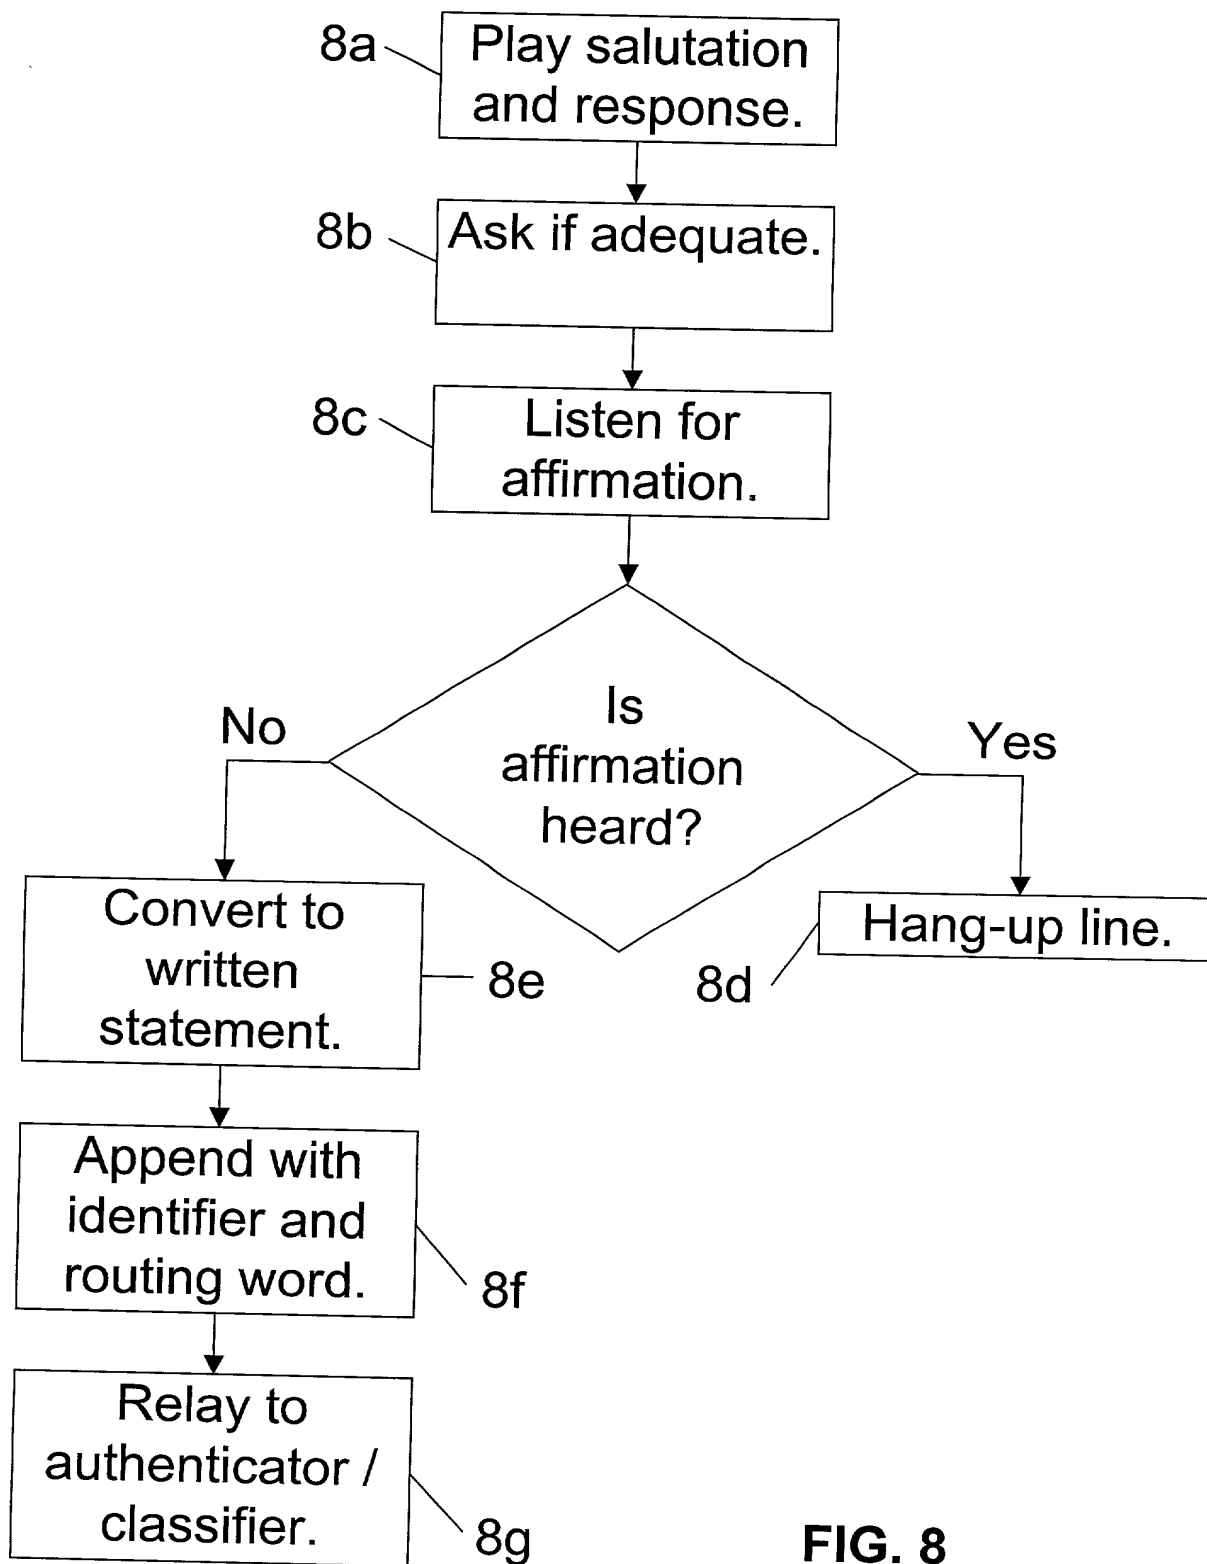 8a
Play salutation
and response.
8b
Ask if adequate.
8c
Listen for
affirmation.
Is
affirmation
heard?
No
Yes
Convert to
written
statement.
8e
8d
Hang-up line.
Append with
identifier and
routing word.
8f
Relay to
authenticator /
classifier.
8g
FIG. 8